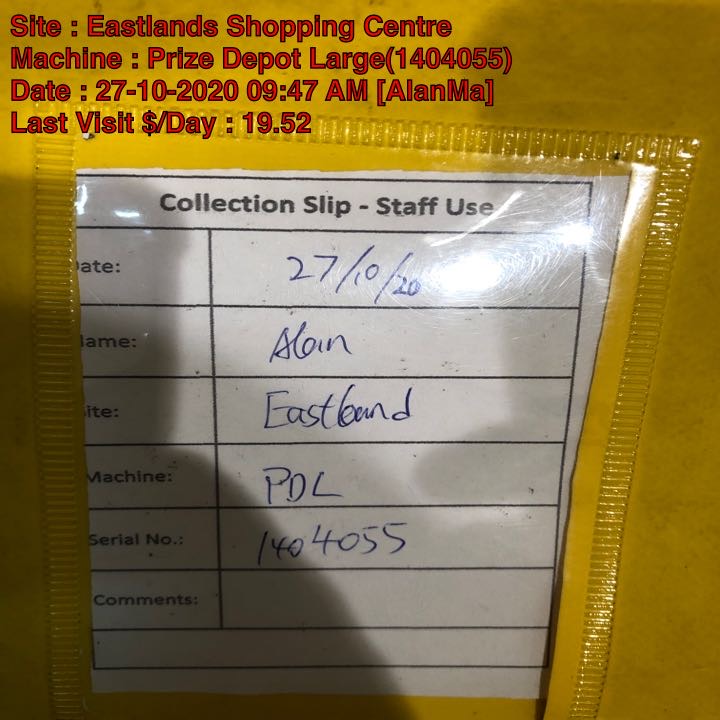 Site : Eastlands Shopping Centre
Machine : Prize Depot Large(1404055)
Date : 27-10-2020 09:47 AM [AlanMa]
Last Visit $/Day : 19.52
Collection Slip - Staff Use
ate: 27/10/20
ame: Alan
ite: Eastland
Machine: PDL
Serial No.: 1404055
Comments: